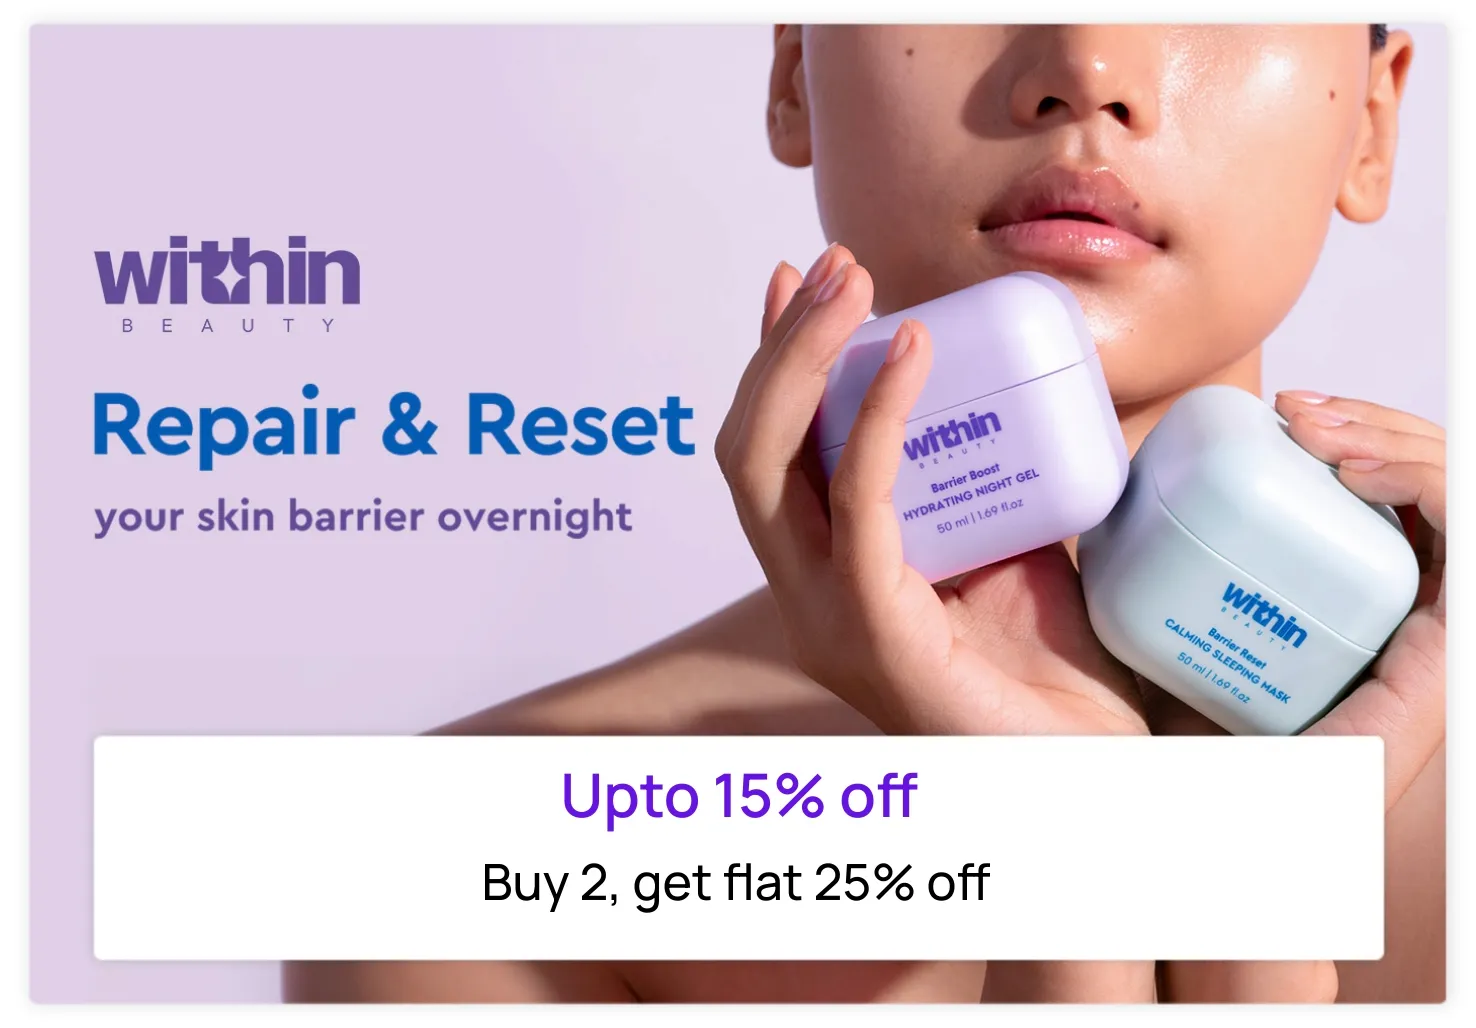 within
BEAUTY
Repair & Reset
your skin barrier overnight
within
BEAUTY
Barrier Boost
HYDRATING NIGHT GEL
50 ml | 1.69 fl.oz
within
BEAUTY
Barrier Reset
CALMING SLEEPING MASK
50 ml | 1.69 fl.oz
Upto 15% off
Buy 2, get flat 25% off